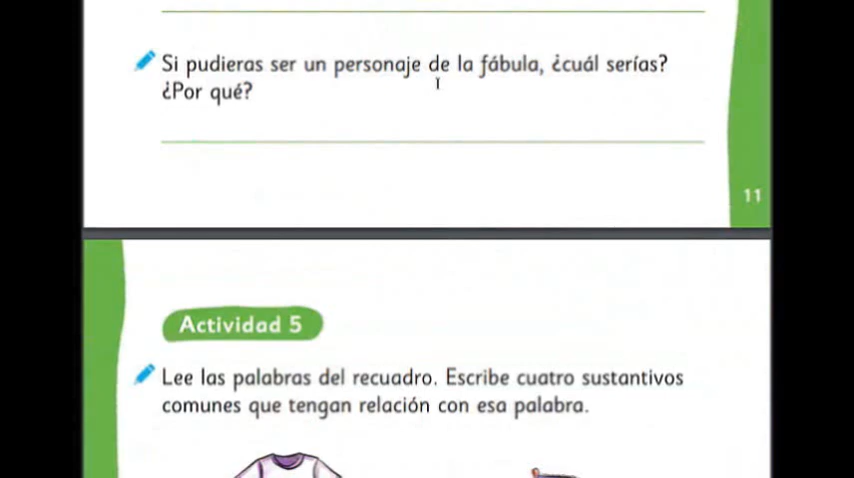 Si pudieras ser un personaje de la fábula, ¿cuál serías?
¿Por qué?
11
Actividad 5
Lee las palabras del recuadro. Escribe cuatro sustantivos
comunes que tengan relación con esa palabra.